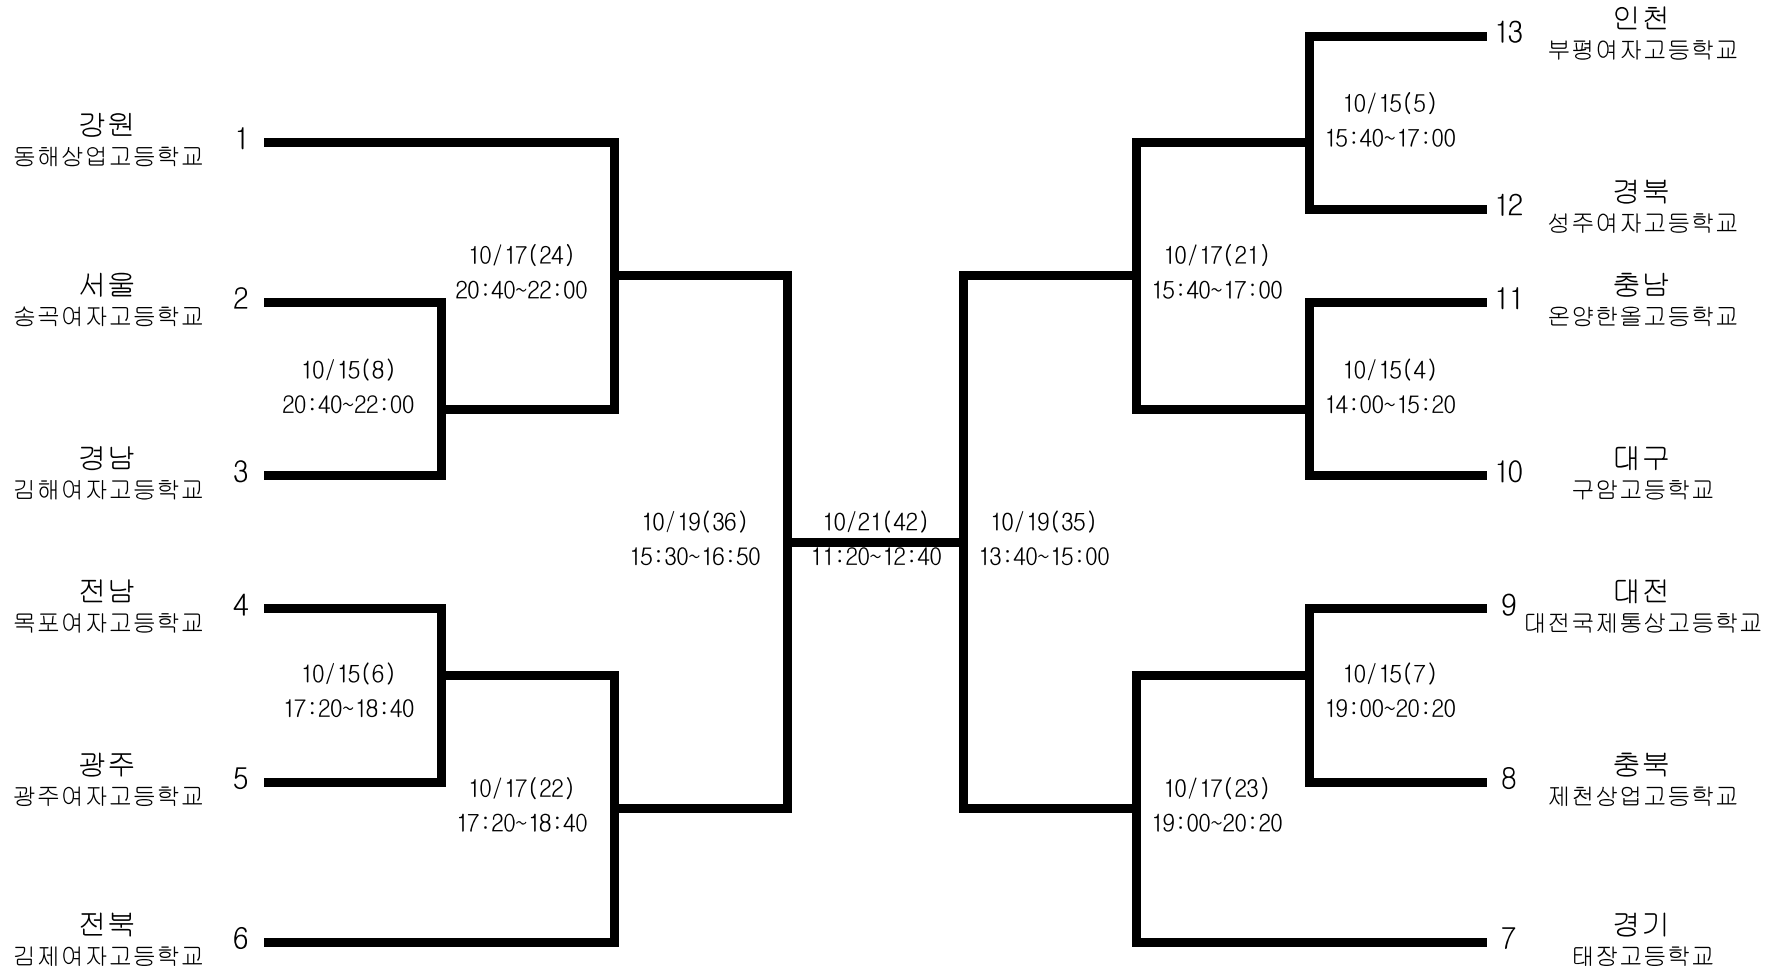 강원
동해상업고등학교
1
서울
송곡여자고등학교
2
10/17(24)
20:40~22:00
10/15(8)
20:40~22:00
경남
김해여자고등학교
3
10/19(36)
15:30~16:50
전남
목포여자고등학교
4
10/15(6)
17:20~18:40
광주
광주여자고등학교
5
10/17(22)
17:20~18:40
전북
김제여자고등학교
6
10/21(42)
11:20~12:40
10/19(35)
13:40~15:00
13
인천
부평여자고등학교
10/15(5)
15:40~17:00
12
경북
성주여자고등학교
10/17(21)
15:40~17:00
11
충남
온양한올고등학교
10/15(4)
14:00~15:20
10
대구
구암고등학교
9
대전
대전국제통상고등학교
10/15(7)
19:00~20:20
8
충북
제천상업고등학교
10/17(23)
19:00~20:20
7
경기
태장고등학교